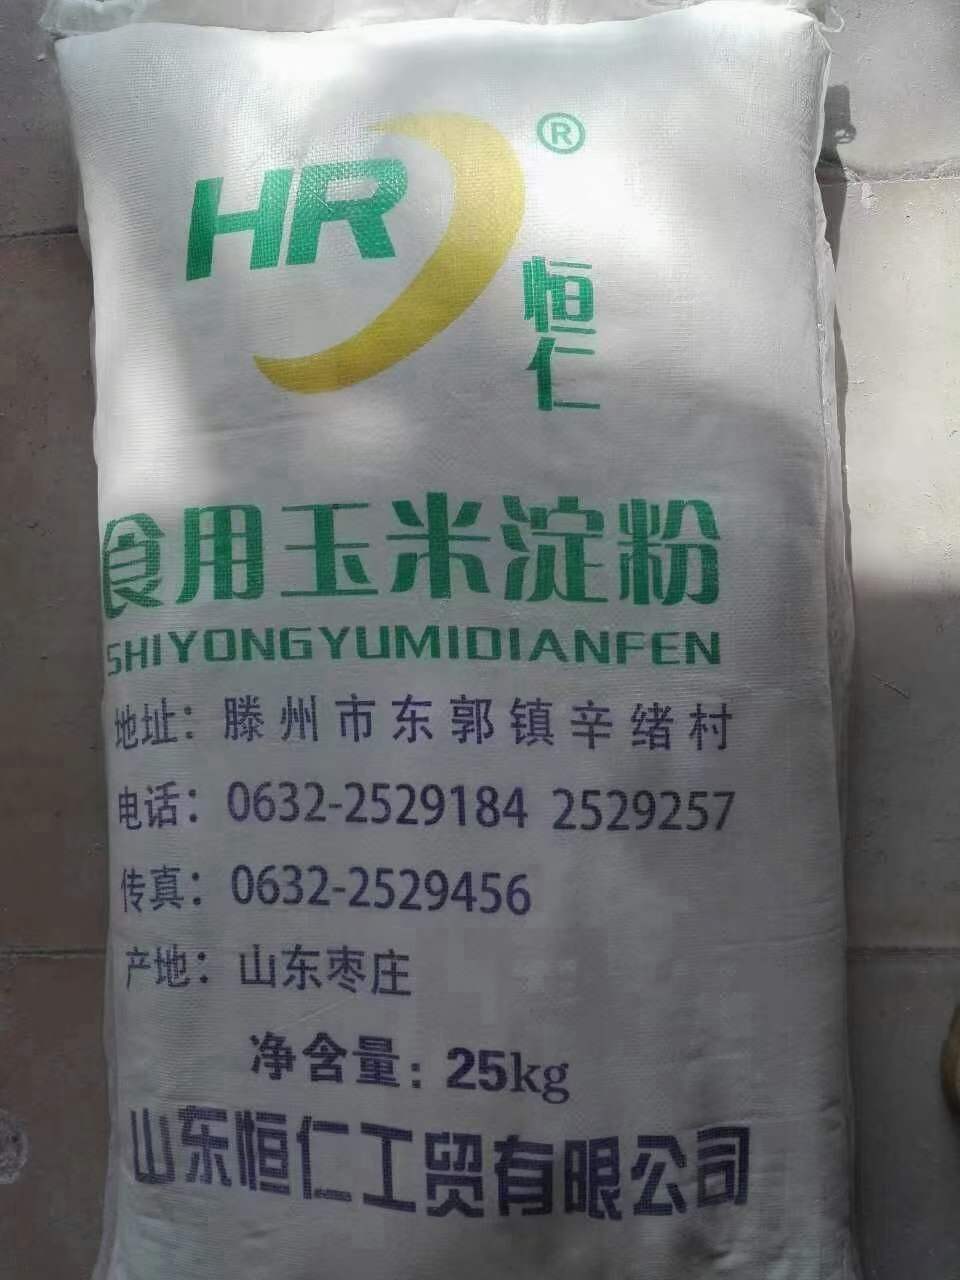 HR
®
恒仁
食用玉米淀粉
SHIYONGYUMIDIANFEN
地址：滕州市东郭镇辛绪村
电话：0632-2529184 2529257
传真：0632-2529456
产地：山东枣庄
净含量：25kg
山东恒仁工贸有限公司